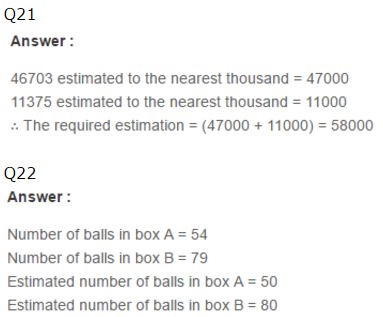 Q21
Answer :
46703 estimated to the nearest thousand = 47000
11375 estimated to the nearest thousand = 11000
∴ The required estimation = (47000 + 11000) = 58000
Q22
Answer :
Number of balls in box A = 54
Number of balls in box B = 79
Estimated number of balls in box A = 50
Estimated number of balls in box B = 80